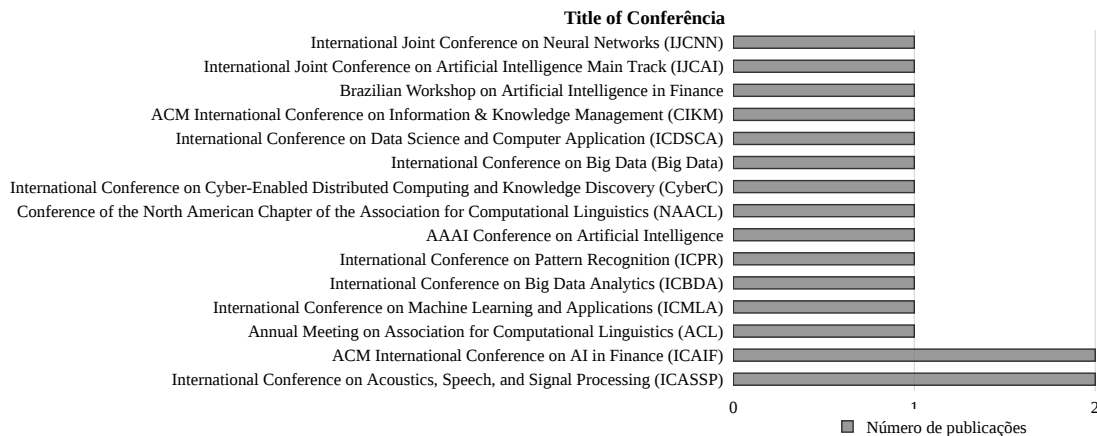 Title of Conferência
International Joint Conference on Neural Networks (IJCNN)
International Joint Conference on Artificial Intelligence Main Track (IJCAI)
Brazilian Workshop on Artificial Intelligence in Finance
ACM International Conference on Information & Knowledge Management (CIKM)
International Conference on Data Science and Computer Application (ICDSCA)
International Conference on Big Data (Big Data)
International Conference on Cyber-Enabled Distributed Computing and Knowledge Discovery (CyberC)
Conference of the North American Chapter of the Association for Computational Linguistics (NAACL)
AAAI Conference on Artificial Intelligence
International Conference on Pattern Recognition (ICPR)
International Conference on Big Data Analytics (ICBDA)
International Conference on Machine Learning and Applications (ICMLA)
Annual Meeting on Association for Computational Linguistics (ACL)
ACM International Conference on AI in Finance (ICAIF)
International Conference on Acoustics, Speech, and Signal Processing (ICASSP)
0 1 2
Número de publicações